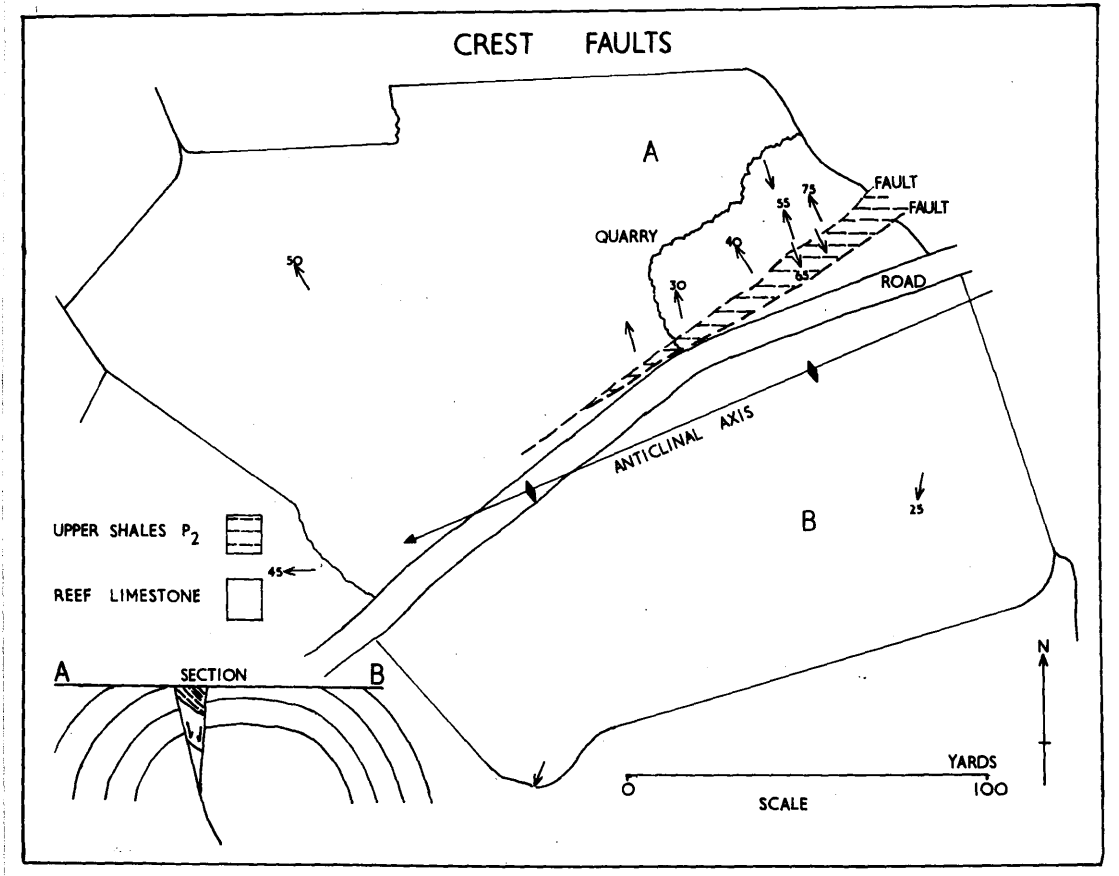 CREST FAULTS
A
75
55
FAULT
FAULT
QUARRY
40
50
65
30
ROAD
ANTICLINAL AXIS
B
25
UPPER SHALES P2
45
REEF LIMESTONE
N
A SECTION B
YARDS
0 100
SCALE